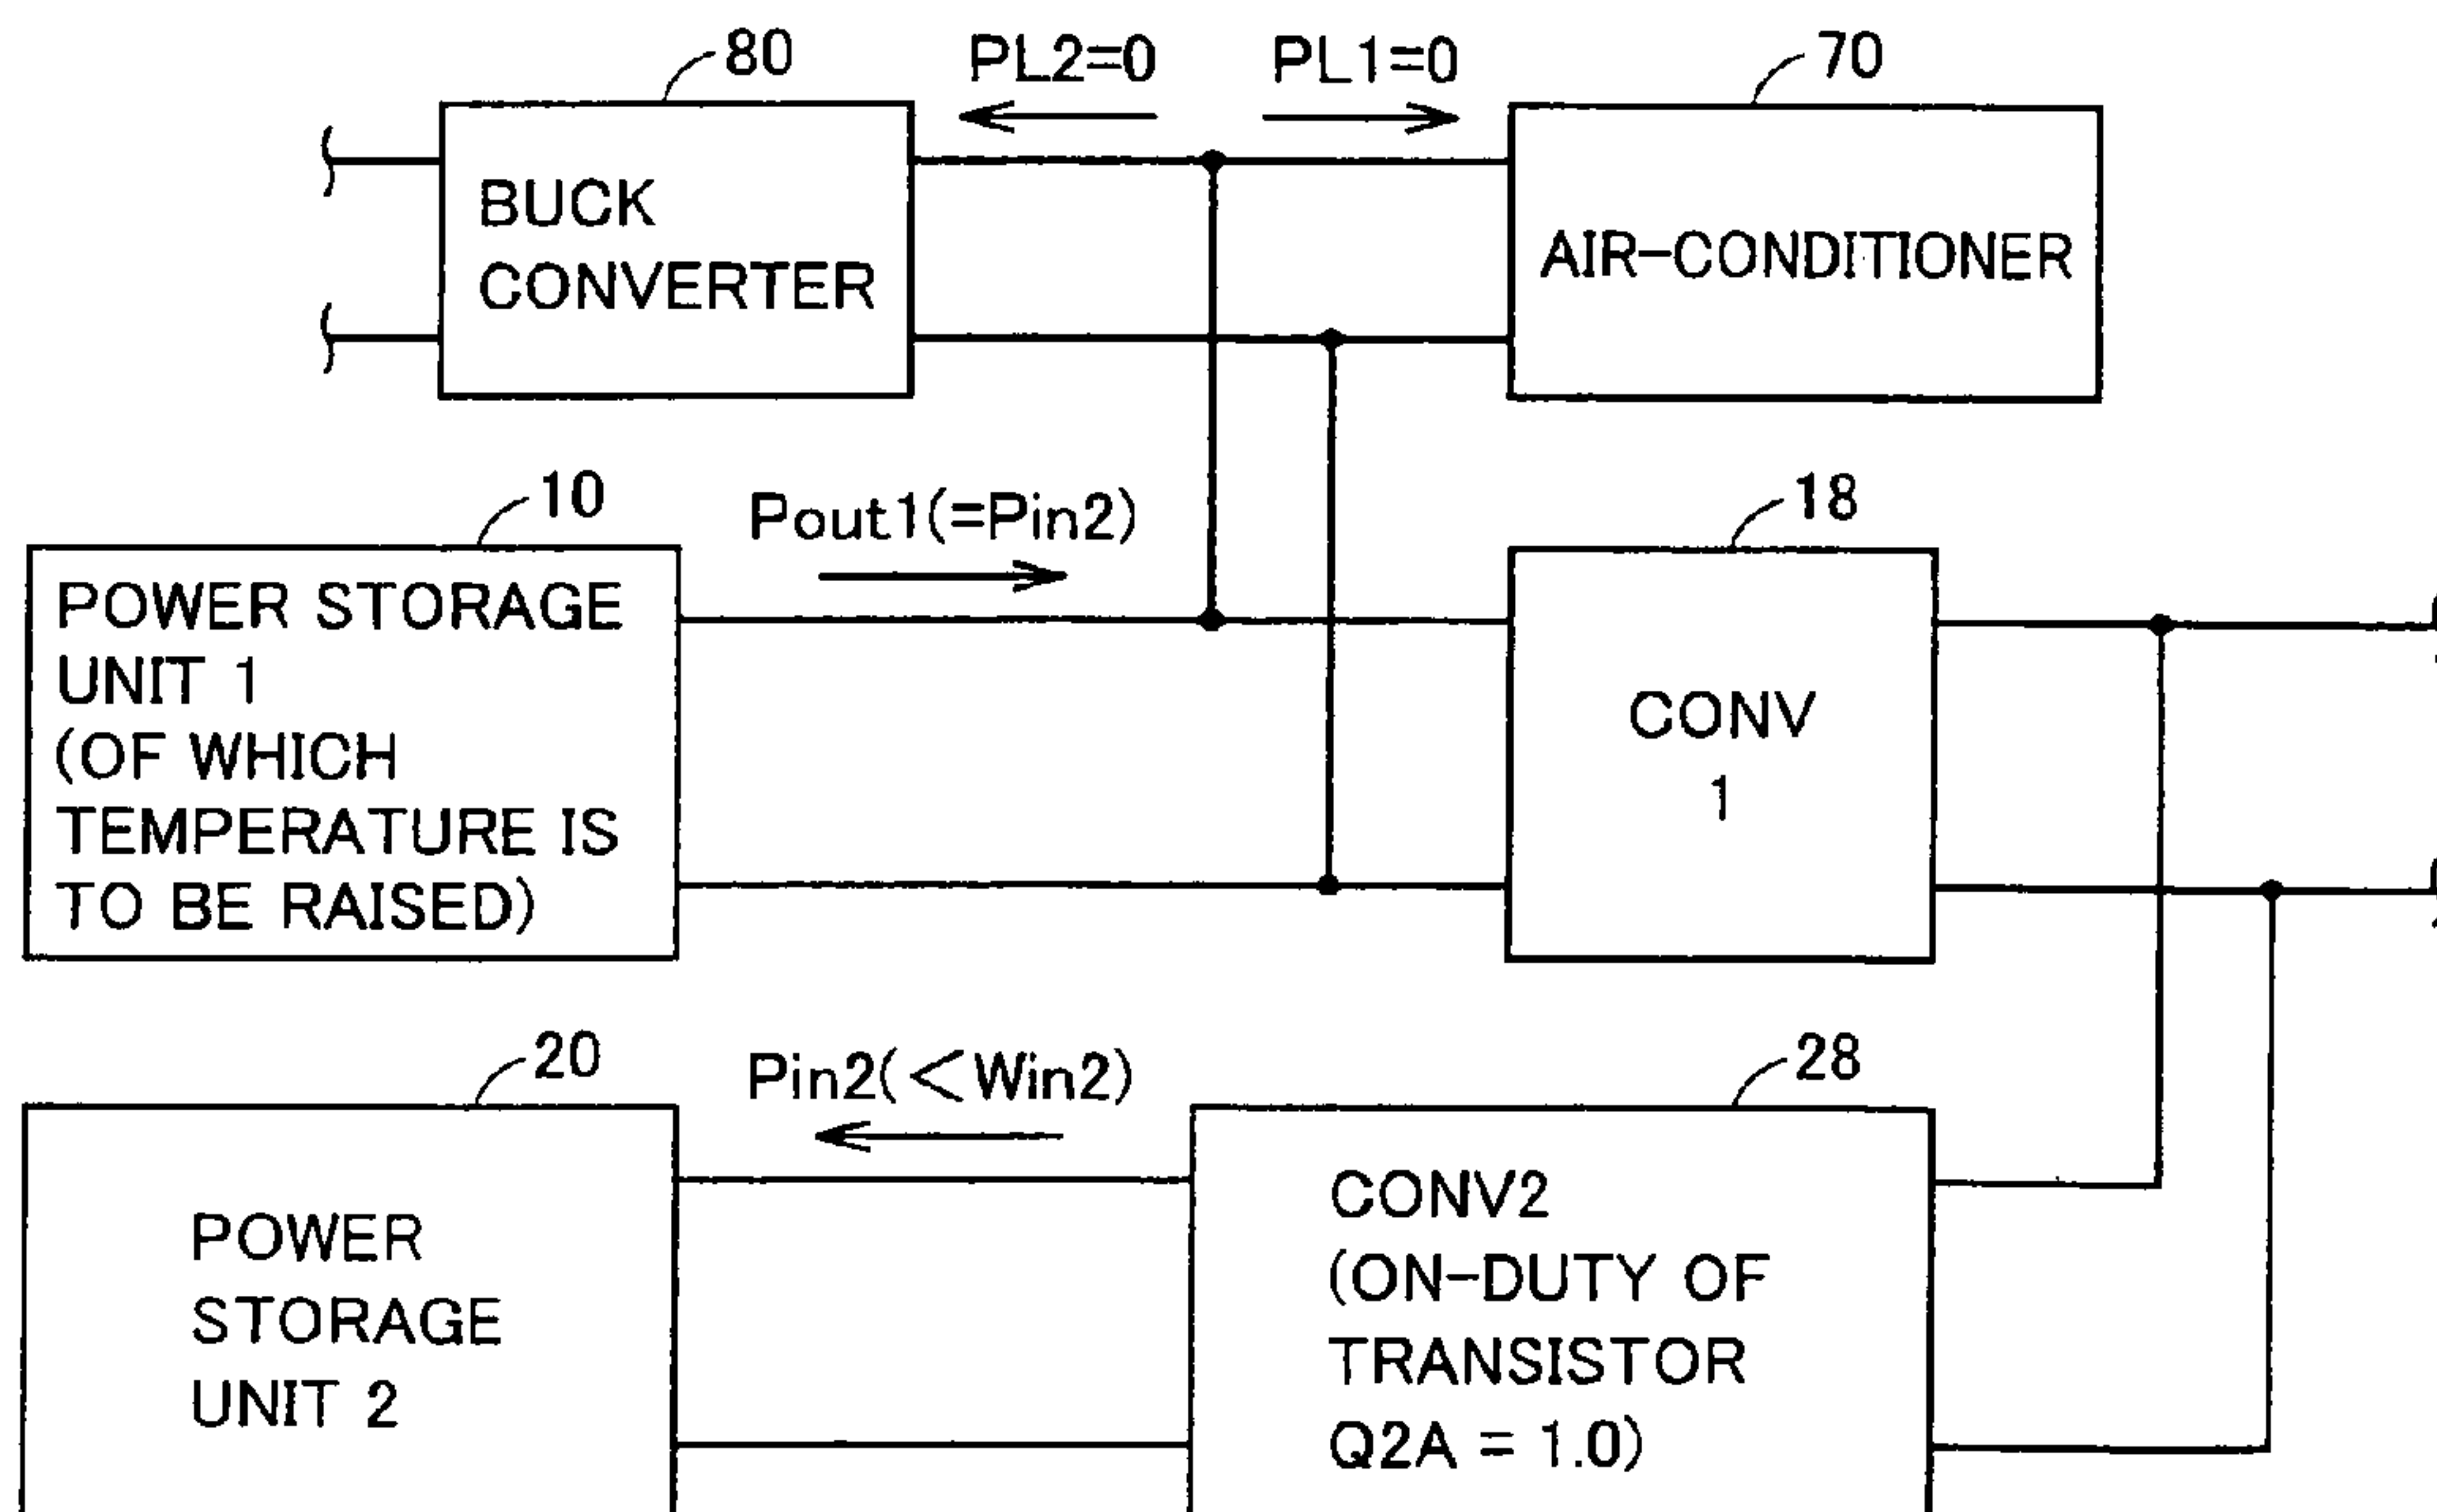 80
PL2=0
PL1=0
70
BUCK
CONVERTER
AIR-CONDITIONER
10
Pout1(=Pin2)
18
POWER STORAGE
UNIT 1
(OF WHICH
TEMPERATURE IS
TO BE RAISED)
CONV
1
20
Pin2(<Win2)
28
POWER
STORAGE
UNIT 2
CONV2
(ON-DUTY OF
TRANSISTOR
Q2A = 1.0)